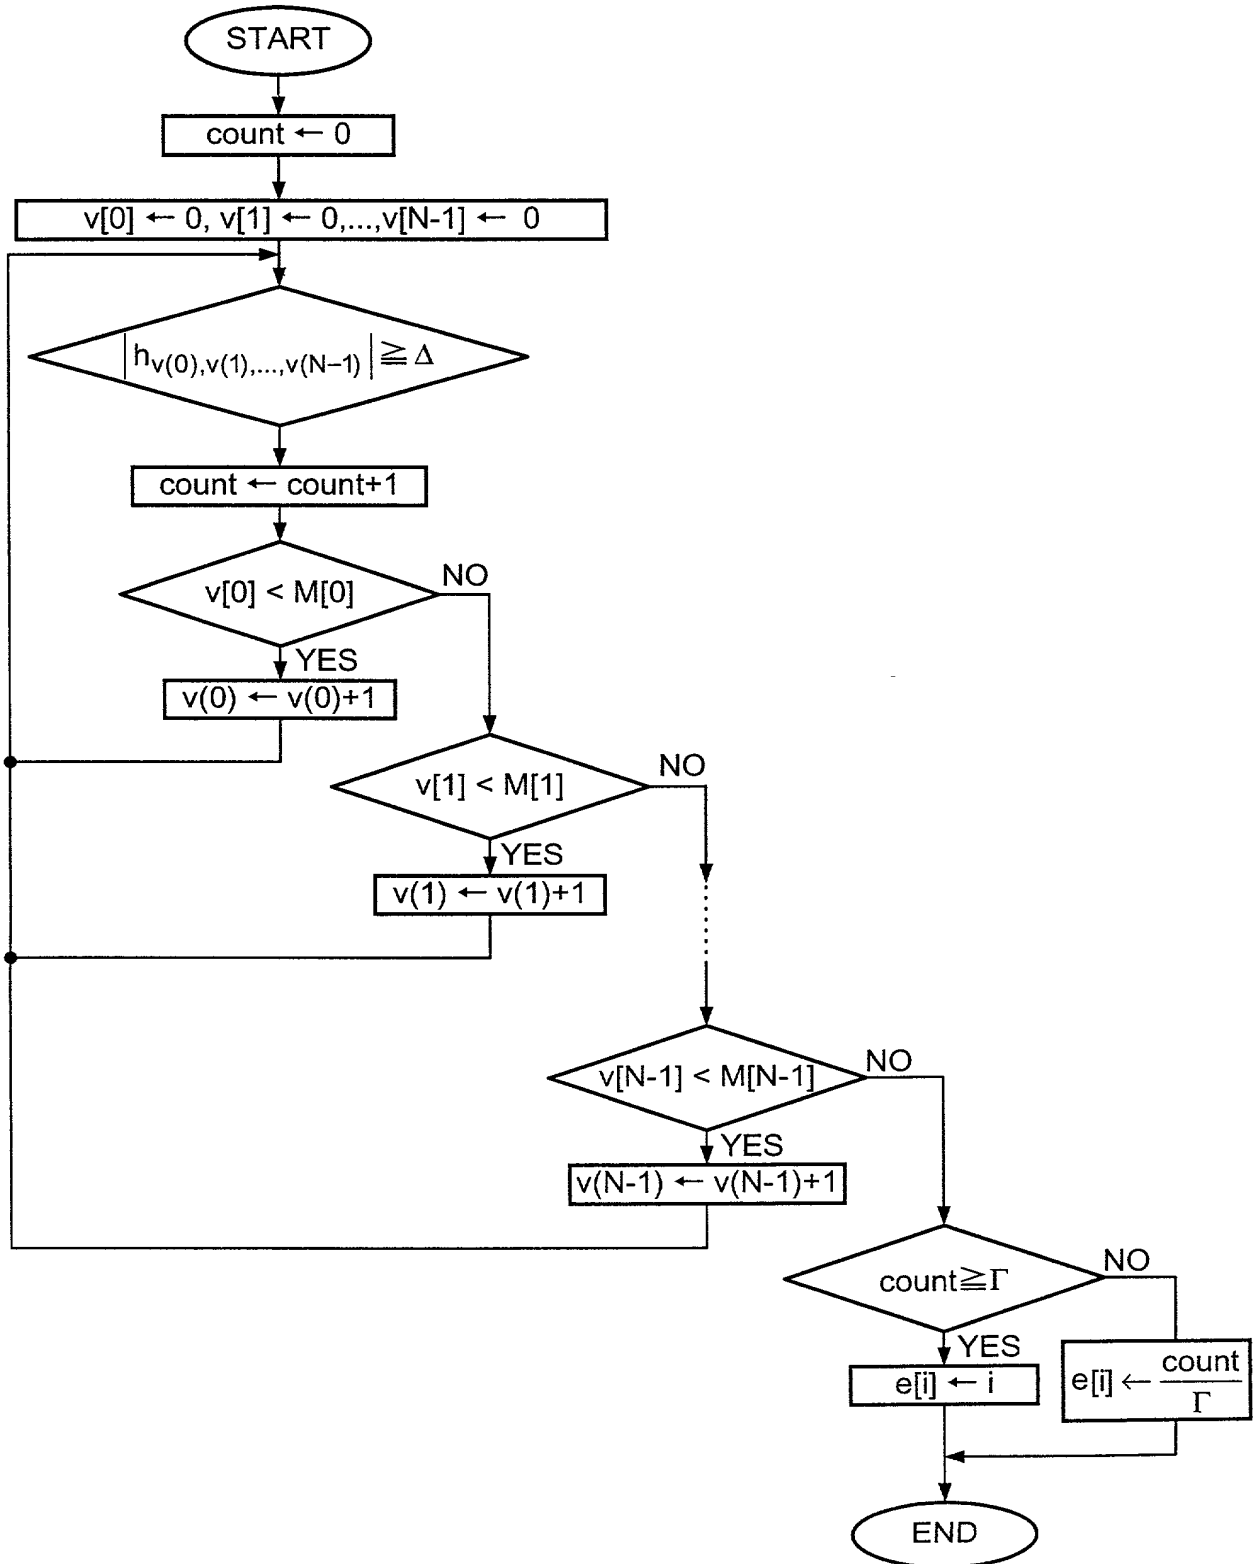 START
count ← 0
v[0] ← 0, v[1] ← 0,...,v[N-1] ← 0
|h_{v(0),v(1),...,v(N−1)}| ≧ Δ
count ← count+1
v[0] < M[0]
NO
YES
v(0) ← v(0)+1
v[1] < M[1]
NO
YES
v(1) ← v(1)+1
v[N-1] < M[N-1]
NO
YES
v(N-1) ← v(N-1)+1
count≧Γ
NO
YES
e[i] ← i
e[i] ← count/Γ
END